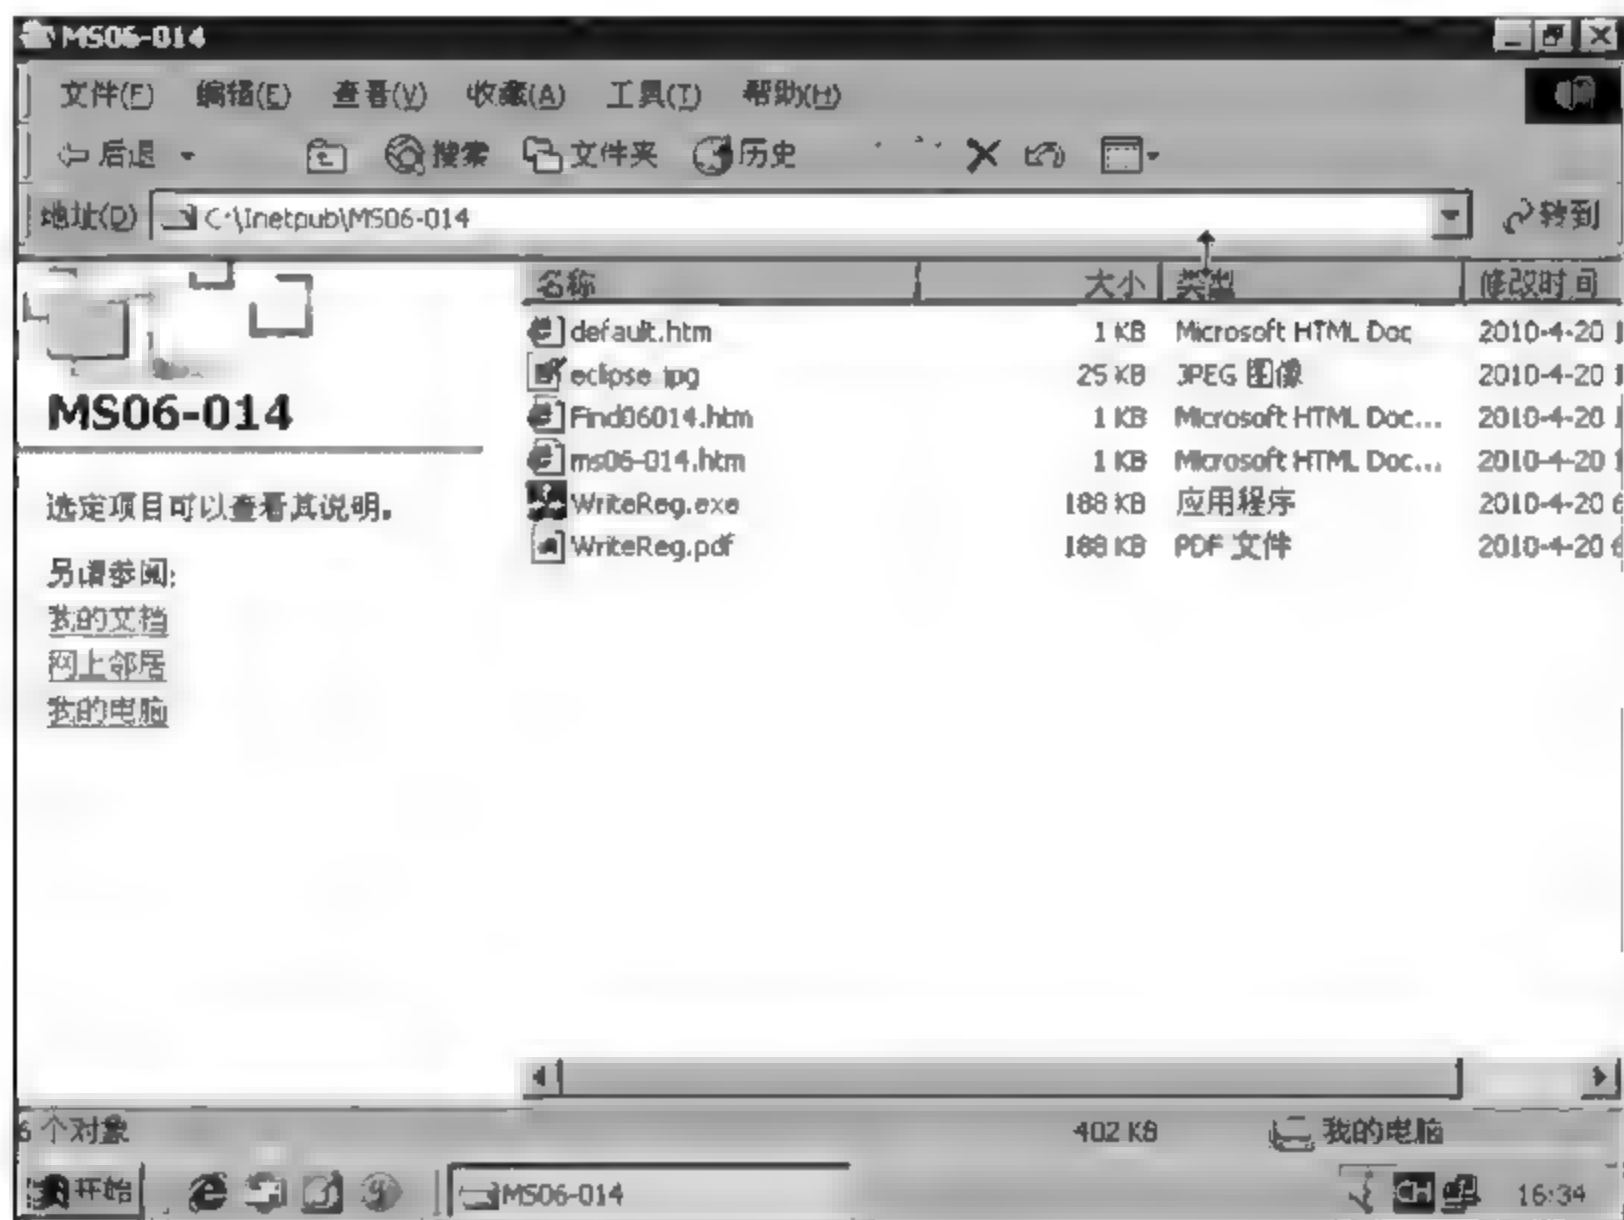 MS06-014
文件(F) 编辑(E) 查看(V) 收藏(A) 工具(T) 帮助(H)
后退 搜索 文件夹 历史
地址(D) C:\Inetpub\MS06-014 转到
名称 大小 类型 修改时间
default.htm 1 KB Microsoft HTML Doc 2010-4-20 1
eclipse.jpg 25 KB JPEG 图像 2010-4-20 1
Find06014.htm 1 KB Microsoft HTML Doc... 2010-4-20 1
ms06-014.htm 1 KB Microsoft HTML Doc... 2010-4-20 1
WriteReg.exe 188 KB 应用程序 2010-4-20 6
WriteReg.pdf 188 KB PDF 文件 2010-4-20 6
MS06-014
选定项目可以查看其说明。
另请参阅:
我的文档
网上邻居
我的电脑
6 个对象 402 KB 我的电脑
开始 MS06-014 CH 16:34